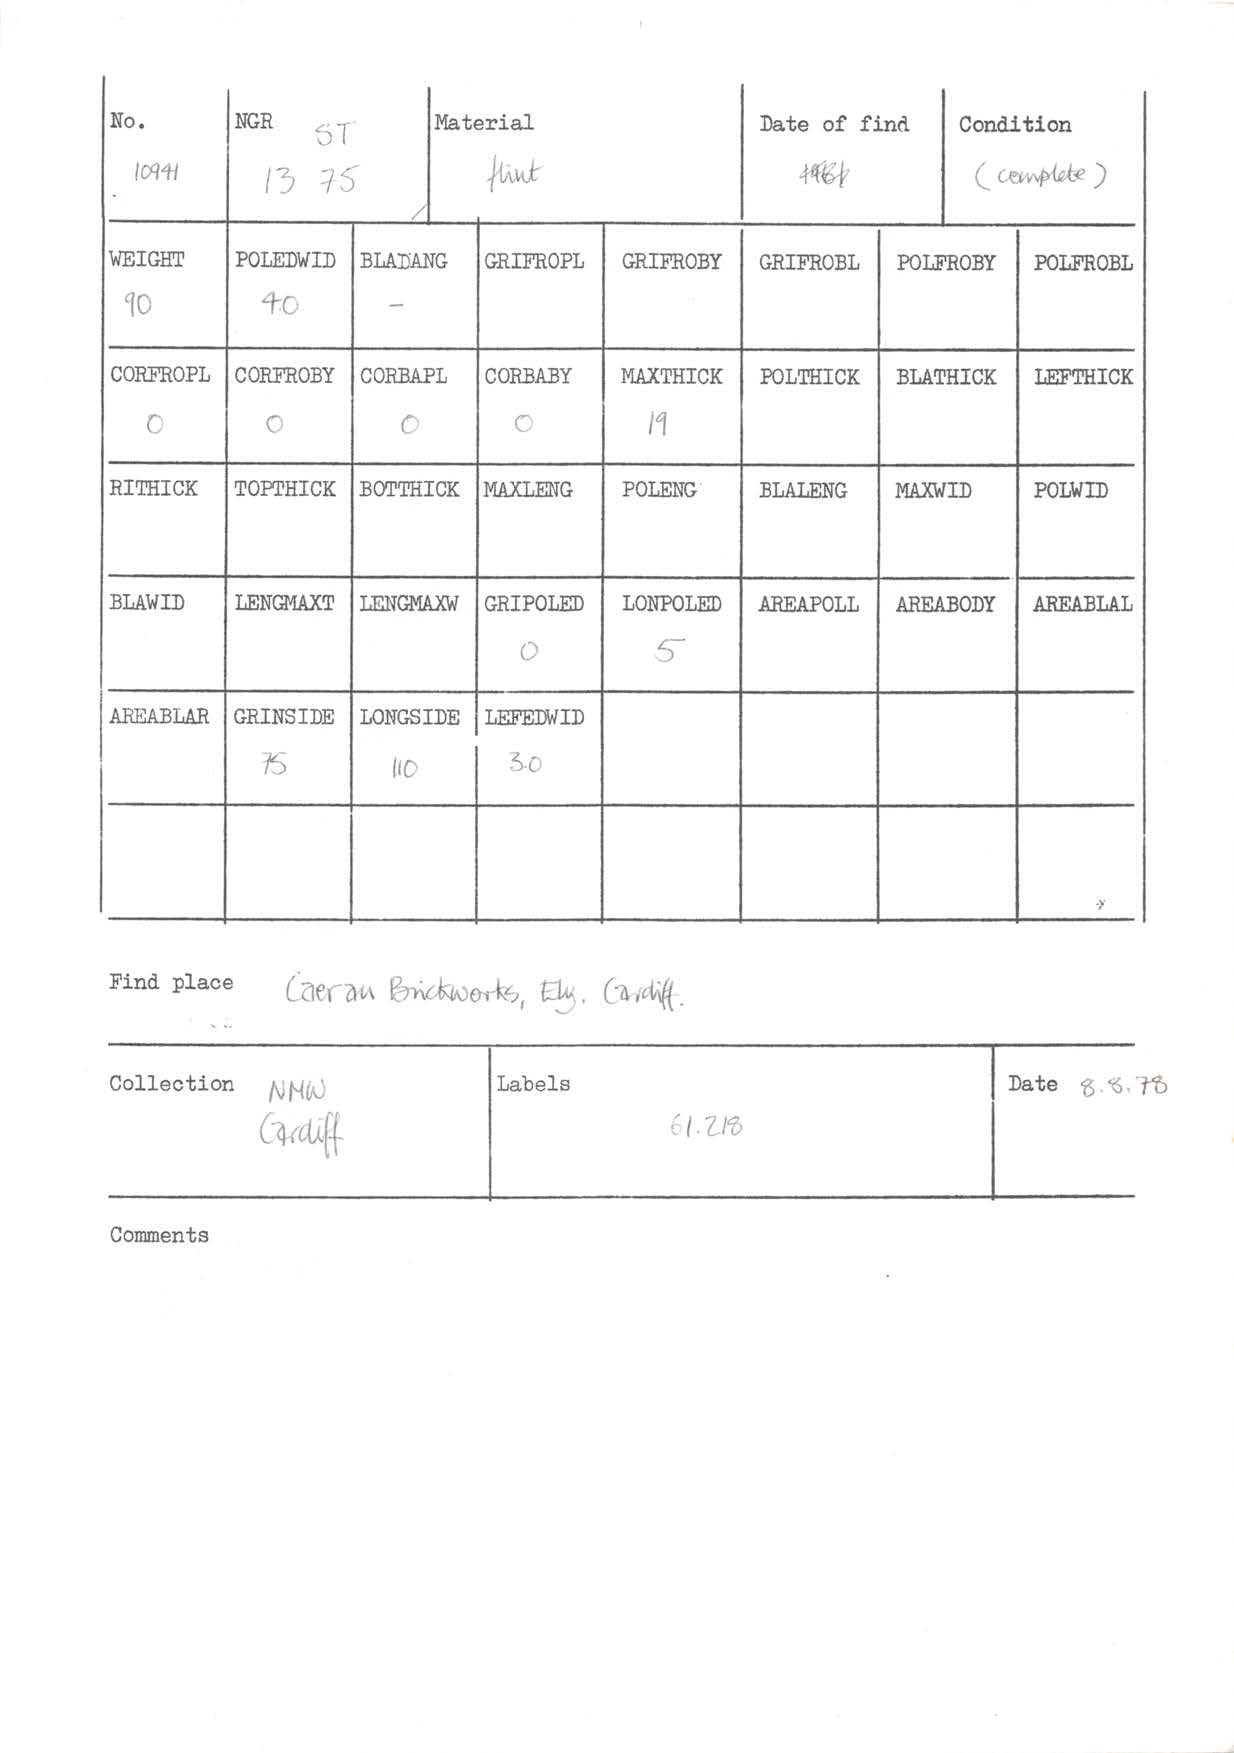 No. NGR ST Material Date of find Condition
10941 13 75 flint (complete)
WEIGHT POLEDWID BLADANG GRIFROPL GRIFROBY GRIFROBL POLFROBY POLFROBL
90 4.0 –
CORFROPL CORFROBY CORBAPL CORBABY MAXTHICK POLTHICK BLATHICK LEFTHICK
0 0 0 0 19
RITHICK TOPTHICK BOTTHICK MAXLENG POLENG BLALENG MAXWID POLWID
BLAWID LENGMAXT LENGMAXW GRIPOLED LONPOLED AREAPOLL AREABODY AREABLAL
0 5
AREABLAR GRINSIDE LONGSIDE LEFEDWID
75 110 3.0
Find place Caerau Brickworks, Ely. Cardiff.
Collection NMW Labels Date 8.8.78
Cardiff 61.218
Comments